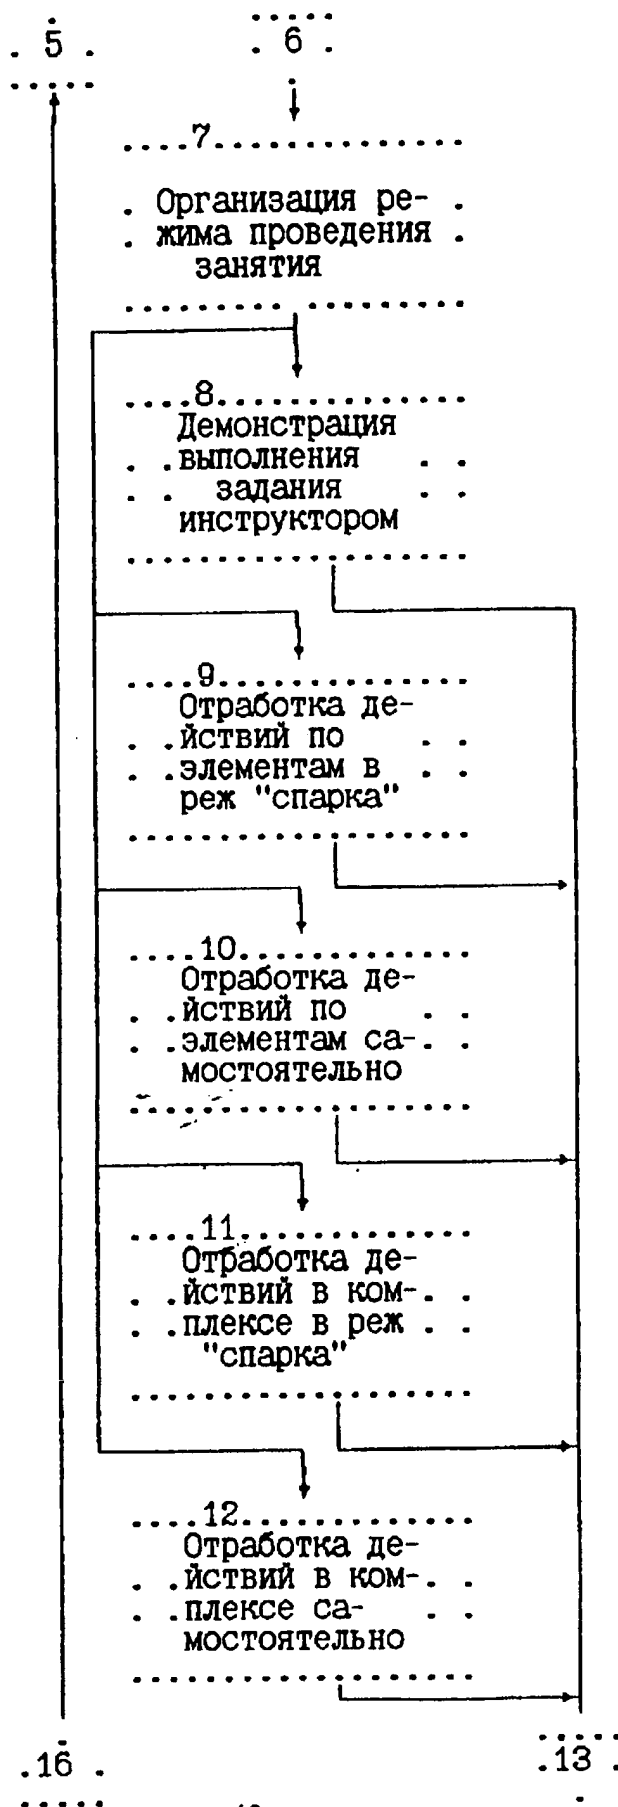 5 6
7
Организация ре-
жима проведения
занятия
8
Демонстрация
выполнения
задания
инструктором
9
Отработка де-
йствий по
элементам в
реж "спарка"
10
Отработка де-
йствий по
элементам са-
мостоятельно
11
Отработка де-
йствий в ком-
плексе в реж
"спарка"
12
Отработка де-
йствий в ком-
плексе са-
мостоятельно
16 13